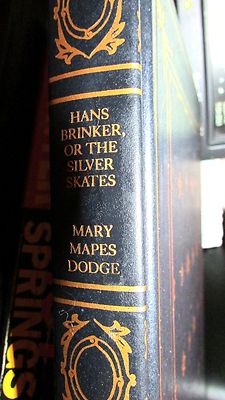 HANS
BRINKER,
OR THE
SILVER
SKATES
MARY
MAPES
DODGE
SPRINGS